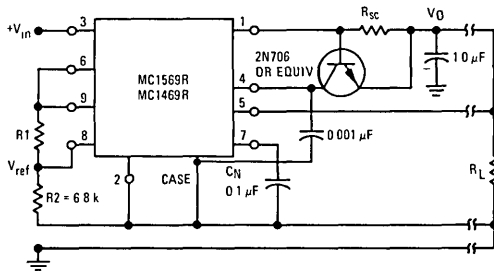 +Vin
3
1
RSC
VO
6
2N706
OR EQUIV
10 μF
MC1569R
MC1469R
4
9
5
R1
0 001 μF
8
7
Vref
CN
0 1 μF
RL
2
CASE
R2 = 6 8 k